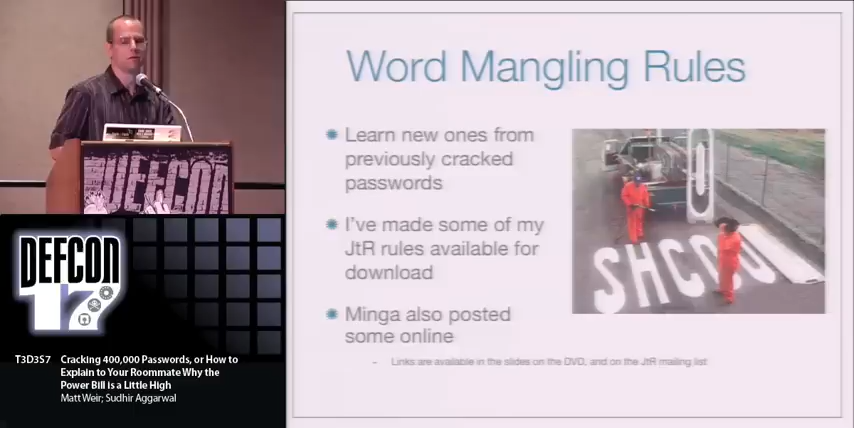 Word Mangling Rules
Learn new ones from
previously cracked
passwords
I've made some of my
JtR rules available for
download
Minga also posted
some online
- Links are available in the slides on the DVD, and on the JtR mailing list
SHCOO
DEFCON
DEFCON
17
T3D3S7 Cracking 400,000 Passwords, or How to
Explain to Your Roommate Why the
Power Bill is a Little High
Matt Weir; Sudhir Aggarwal